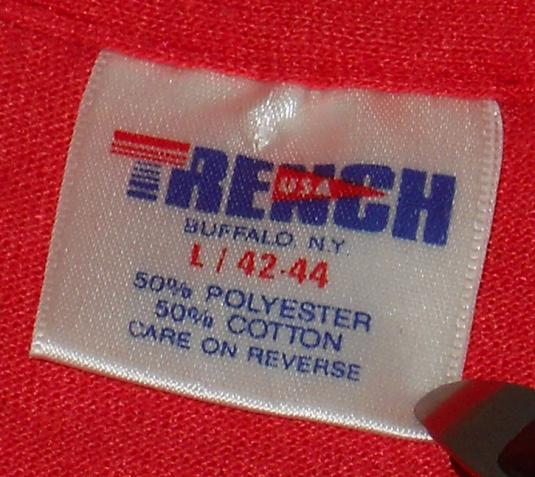 TRENCH
USA
BUFFALO, N.Y.
L / 42-44
50% POLYESTER
50% COTTON
CARE ON REVERSE